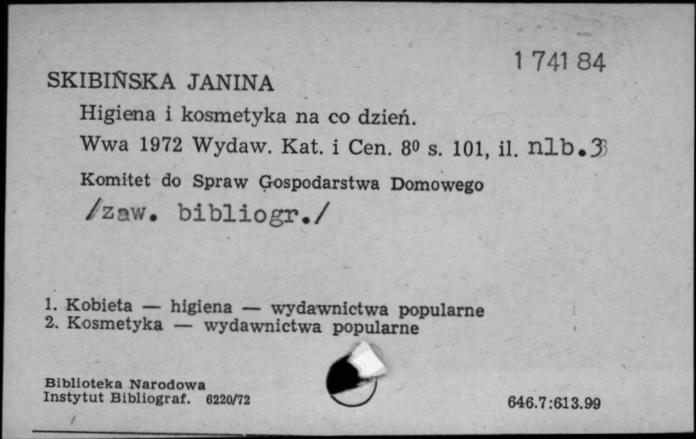 1 741 84
SKIBIŃSKA JANINA
Higiena i kosmetyka na co dzień.
Wwa 1972 Wydaw. Kat. i Cen. 8⁰ s. 101, il. nlb.3
Komitet do Spraw Gospodarstwa Domowego
/zaw. bibliogr./
1. Kobieta — higiena — wydawnictwa popularne
2. Kosmetyka — wydawnictwa popularne
Biblioteka Narodowa
Instytut Bibliograf. 6220/72
646.7:613.99